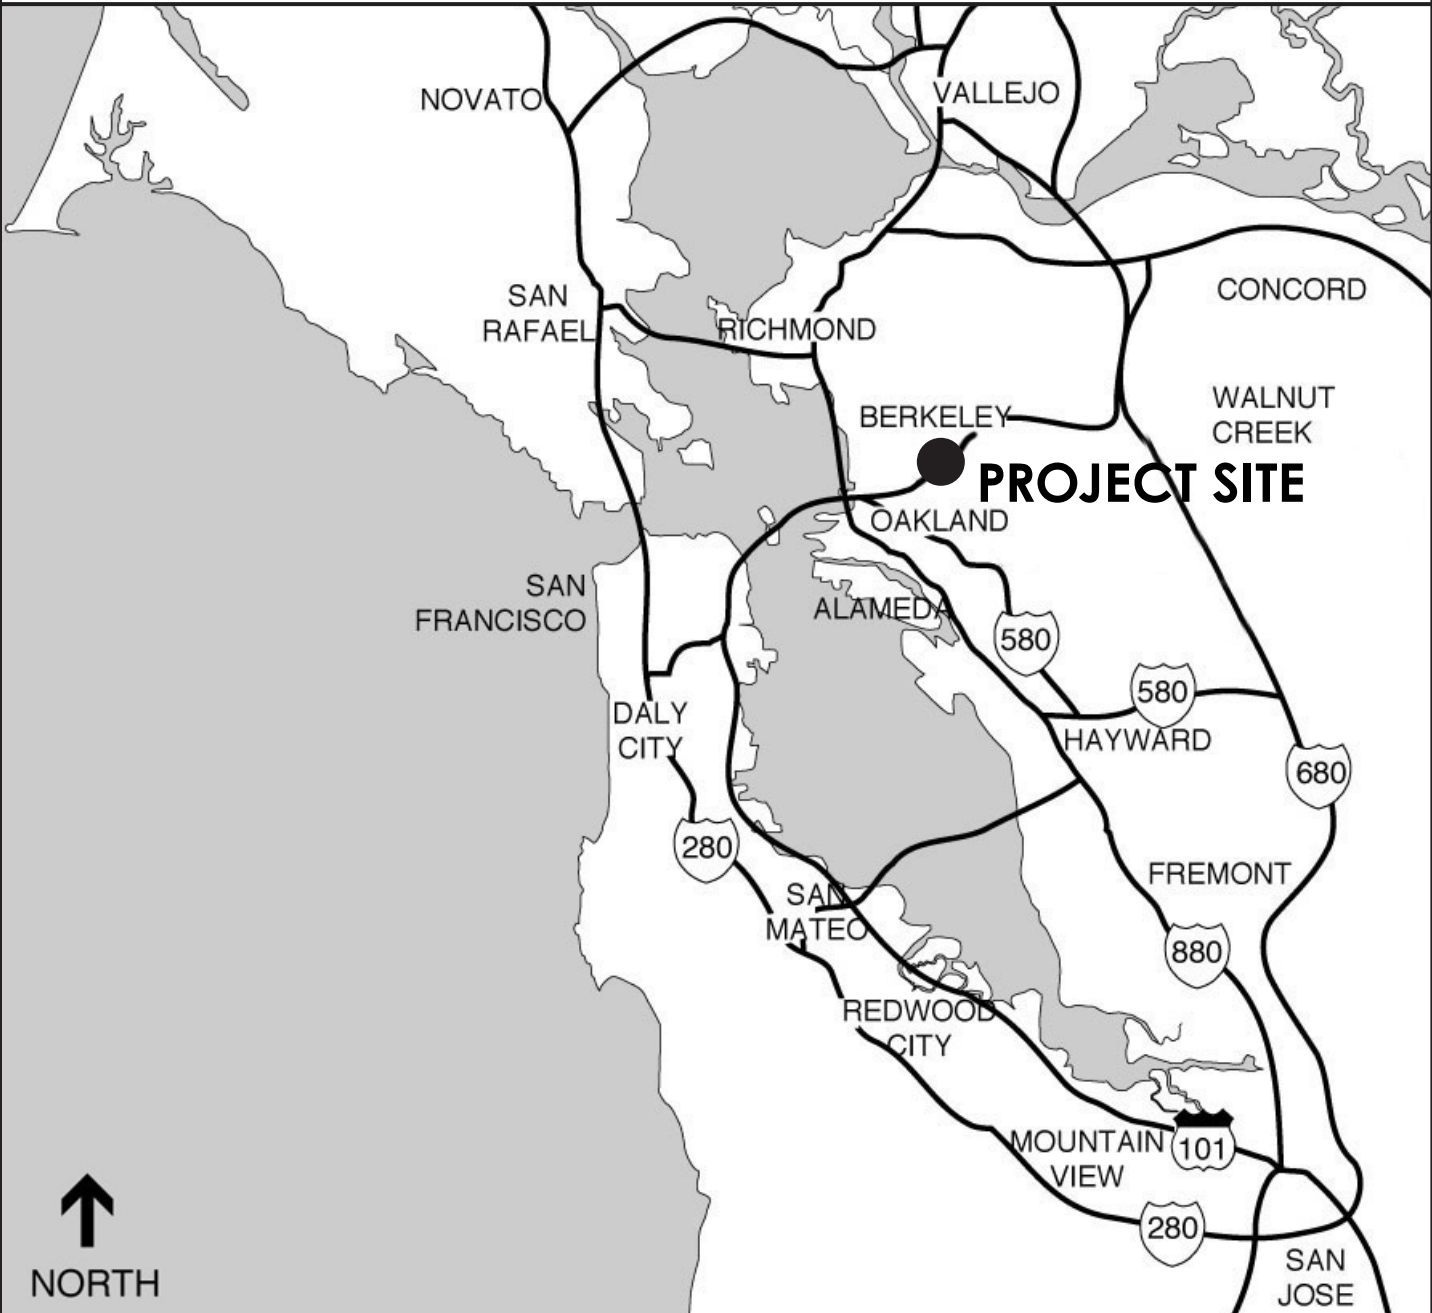 VALLEJO
NOVATO
CONCORD
SAN
RAFAEL
RICHMOND
WALNUT
CREEK
BERKELEY
PROJECT SITE
OAKLAND
SAN
FRANCISCO
ALAMEDA
580
580
DALY
CITY
HAYWARD
680
280
FREMONT
SAN
MATEO
880
REDWOOD
CITY
MOUNTAIN
VIEW
101
280
SAN
JOSE
NORTH